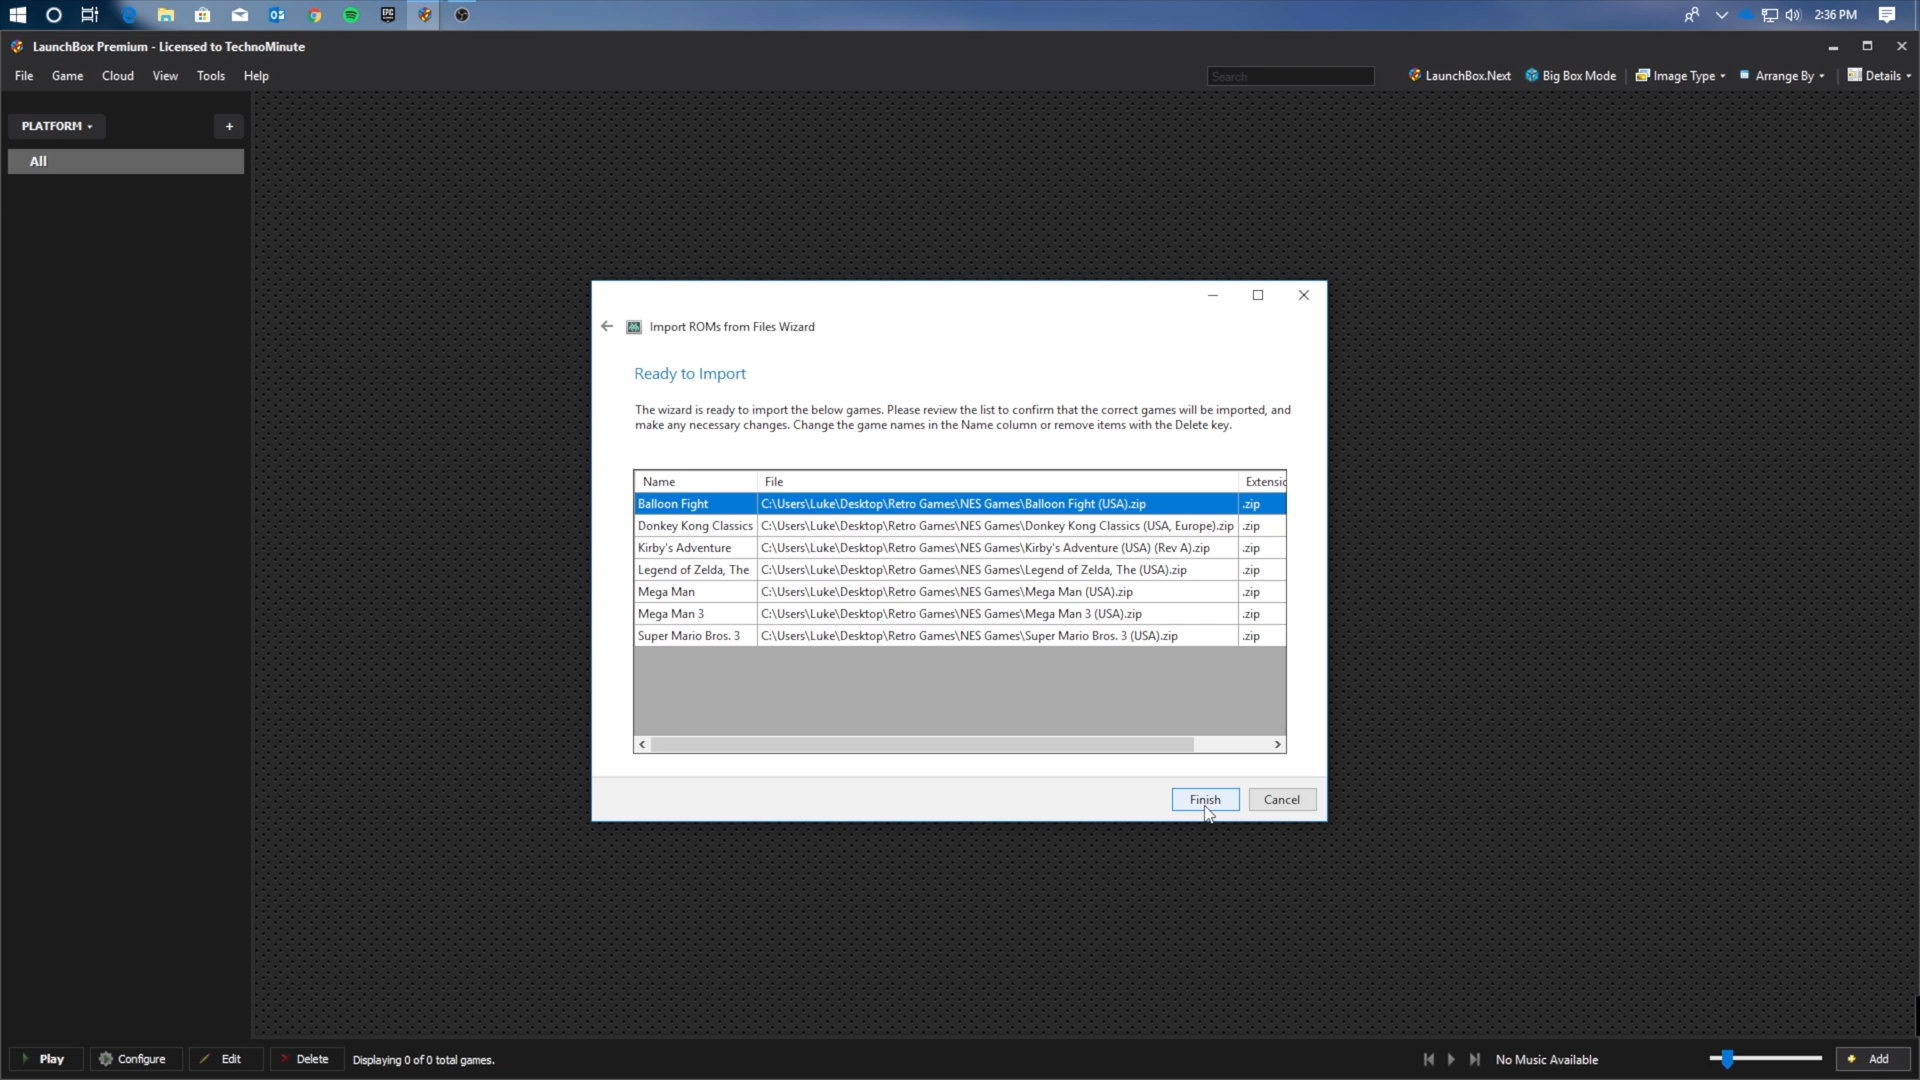 2:36 PM
LaunchBox Premium - Licensed to TechnoMinute
File Game Cloud View Tools Help
Search
LaunchBox.Next Big Box Mode Image Type Arrange By Details
PLATFORM
+
All
Import ROMs from Files Wizard
Ready to Import
The wizard is ready to import the below games. Please review the list to confirm that the correct games will be imported, and
make any necessary changes. Change the game names in the Name column or remove items with the Delete key.
Name File Extensio
Balloon Fight C:\Users\Luke\Desktop\Retro Games\NES Games\Balloon Fight (USA).zip .zip
Donkey Kong Classics C:\Users\Luke\Desktop\Retro Games\NES Games\Donkey Kong Classics (USA, Europe).zip .zip
Kirby's Adventure C:\Users\Luke\Desktop\Retro Games\NES Games\Kirby's Adventure (USA) (Rev A).zip .zip
Legend of Zelda, The C:\Users\Luke\Desktop\Retro Games\NES Games\Legend of Zelda, The (USA).zip .zip
Mega Man C:\Users\Luke\Desktop\Retro Games\NES Games\Mega Man (USA).zip .zip
Mega Man 3 C:\Users\Luke\Desktop\Retro Games\NES Games\Mega Man 3 (USA).zip .zip
Super Mario Bros. 3 C:\Users\Luke\Desktop\Retro Games\NES Games\Super Mario Bros. 3 (USA).zip .zip
Finish Cancel
Play Configure Edit Delete Displaying 0 of 0 total games. No Music Available Add